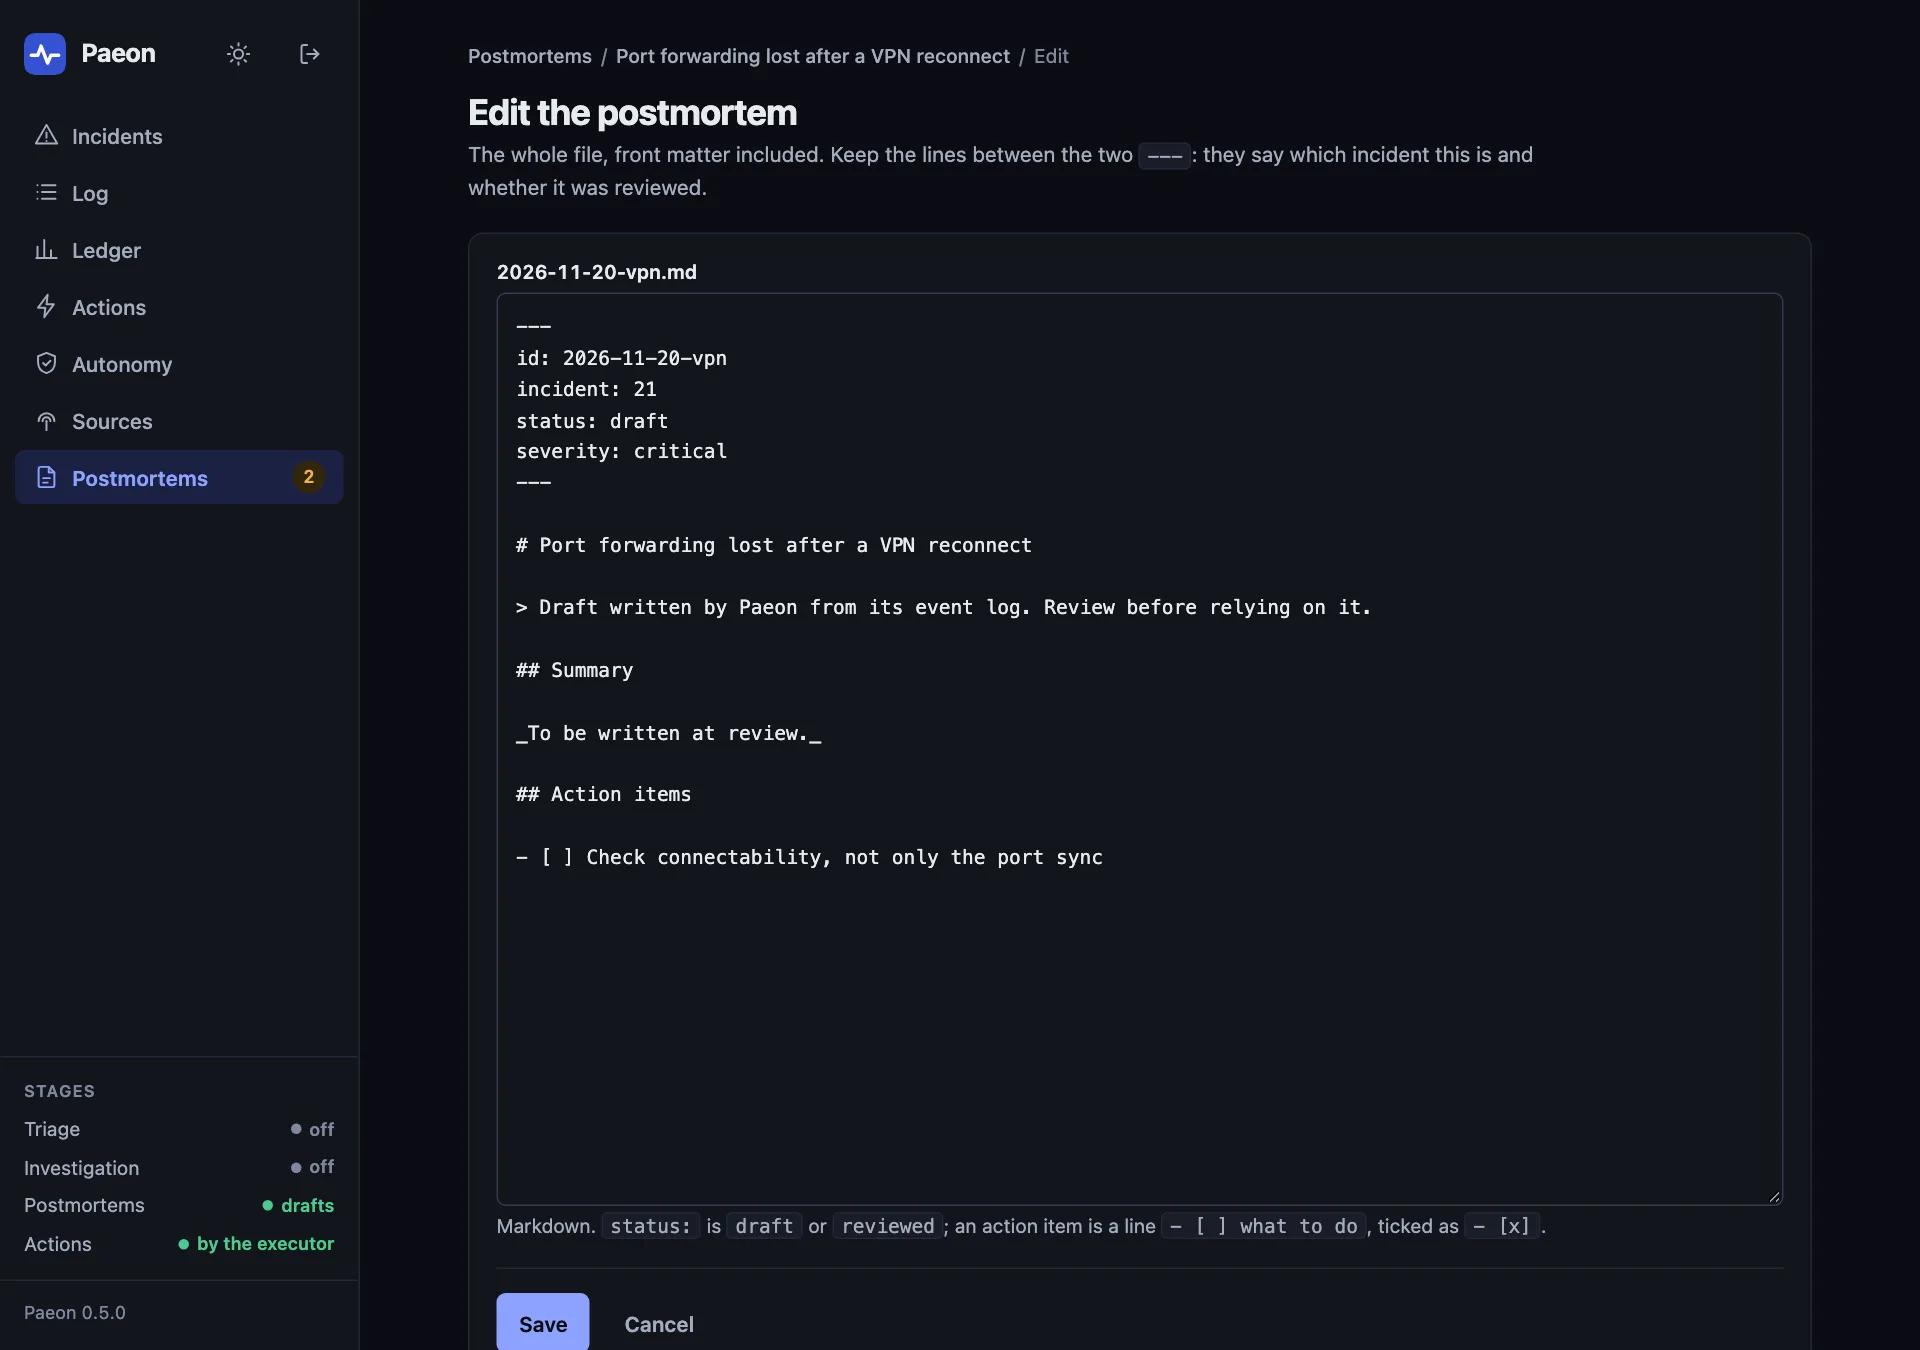 Paeon
Incidents
Log
Ledger
Actions
Autonomy
Sources
Postmortems 2
STAGES
Triage off
Investigation off
Postmortems drafts
Actions by the executor
Paeon 0.5.0
Postmortems / Port forwarding lost after a VPN reconnect / Edit
Edit the postmortem
The whole file, front matter included. Keep the lines between the two ---: they say which incident this is and
whether it was reviewed.
2026-11-20-vpn.md
---
id: 2026-11-20-vpn
incident: 21
status: draft
severity: critical
---
# Port forwarding lost after a VPN reconnect
> Draft written by Paeon from its event log. Review before relying on it.
## Summary
_To be written at review._
## Action items
- [ ] Check connectability, not only the port sync
Markdown. status: is draft or reviewed; an action item is a line - [ ] what to do, ticked as - [x].
Save Cancel